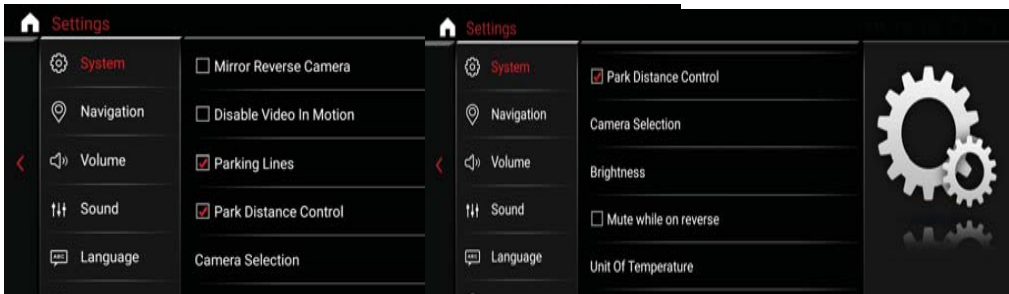 Settings
System
Navigation
Volume
Sound
ABC
Language
Mirror Reverse Camera
Disable Video In Motion
Parking Lines
Park Distance Control
Camera Selection
Settings
System
Navigation
Volume
Sound
ABC
Language
Park Distance Control
Camera Selection
Brightness
Mute while on reverse
Unit Of Temperature